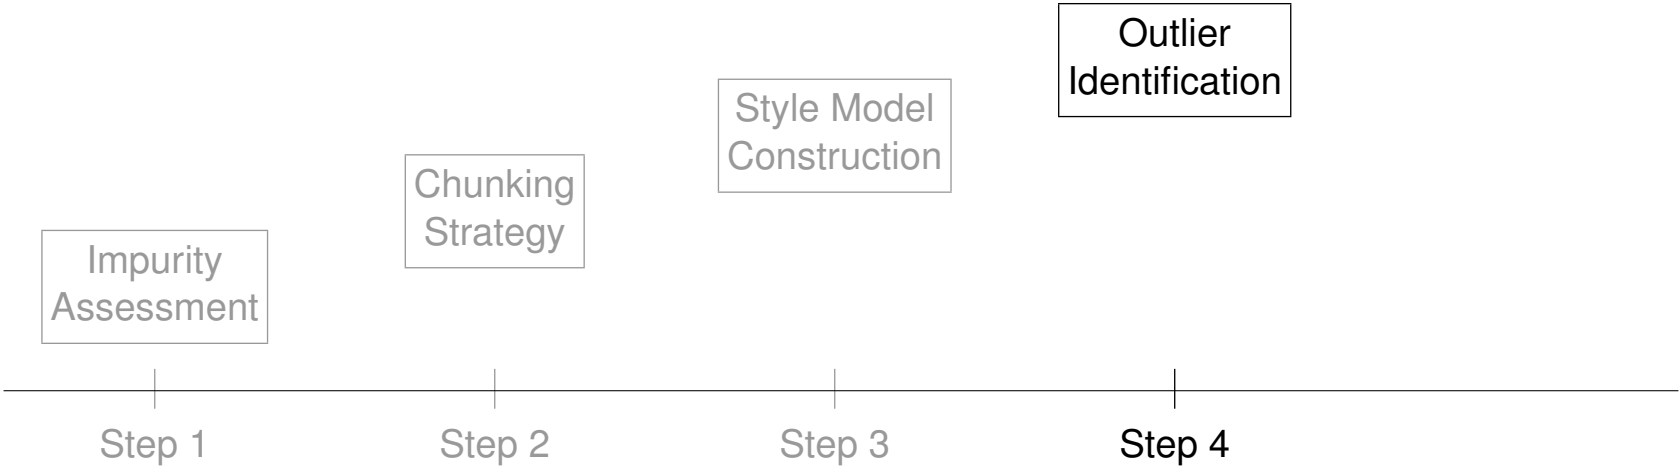 Outlier
Identification
Style Model
Construction
Chunking
Strategy
Impurity
Assessment
Step 1
Step 2
Step 3
Step 4